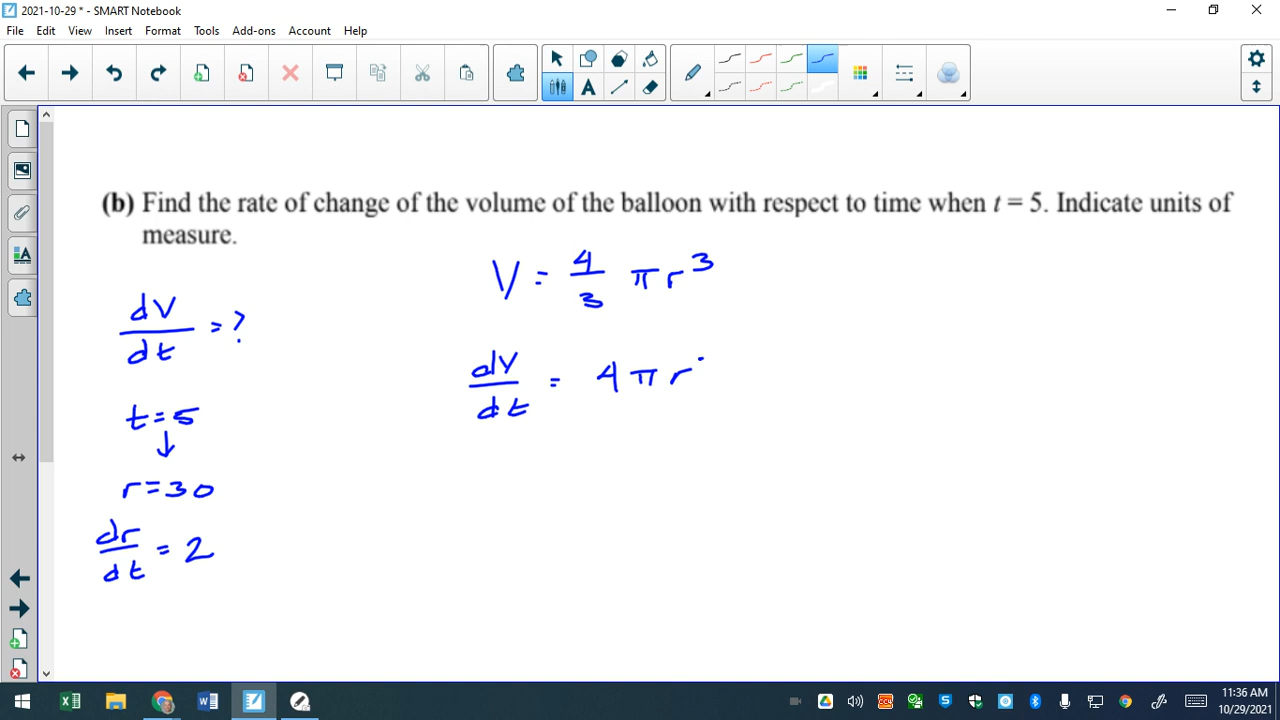 2021-10-29 * - SMART Notebook
File Edit View Insert Format Tools Add-ons Account Help
(b) Find the rate of change of the volume of the balloon with respect to time when t = 5. Indicate units of
measure.
V = 4/3 πr³
dV/dt = ?
dV/dt = 4πr
t=5
↓
r=30
dr/dt = 2
11:36 AM
10/29/2021